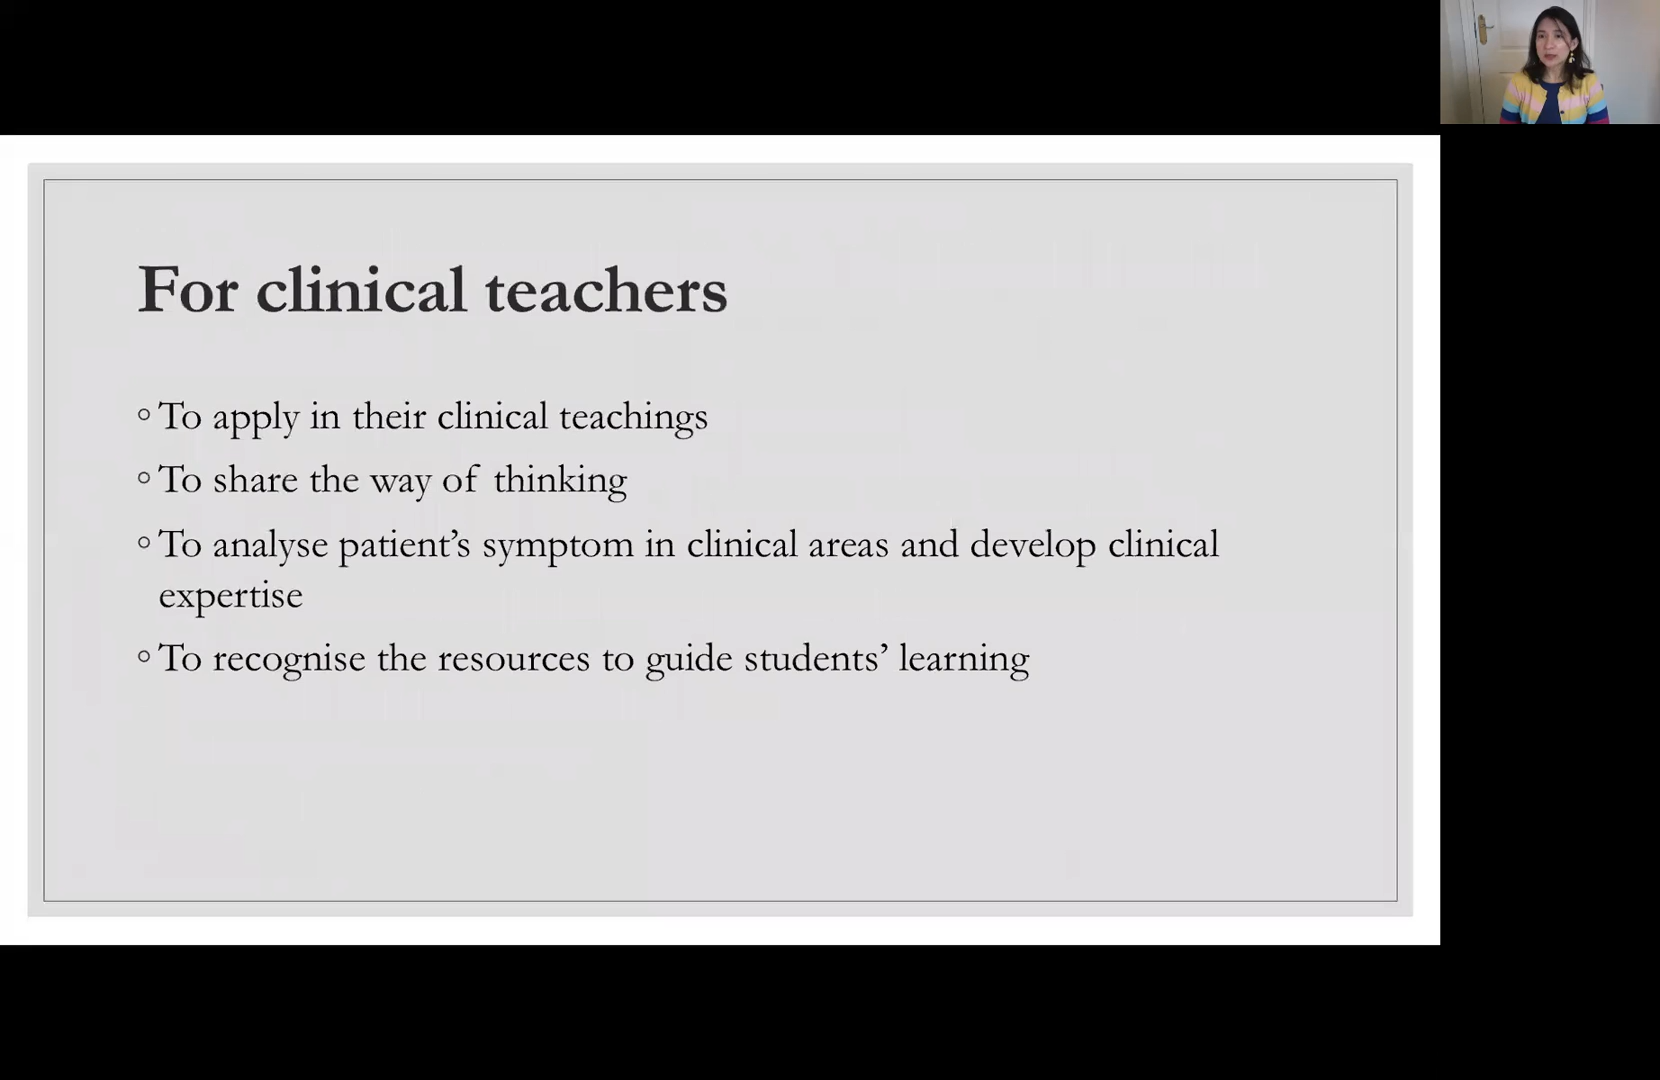 For clinical teachers
◦ To apply in their clinical teachings
◦ To share the way of thinking
◦ To analyse patient’s symptom in clinical areas and develop clinical
expertise
◦ To recognise the resources to guide students’ learning